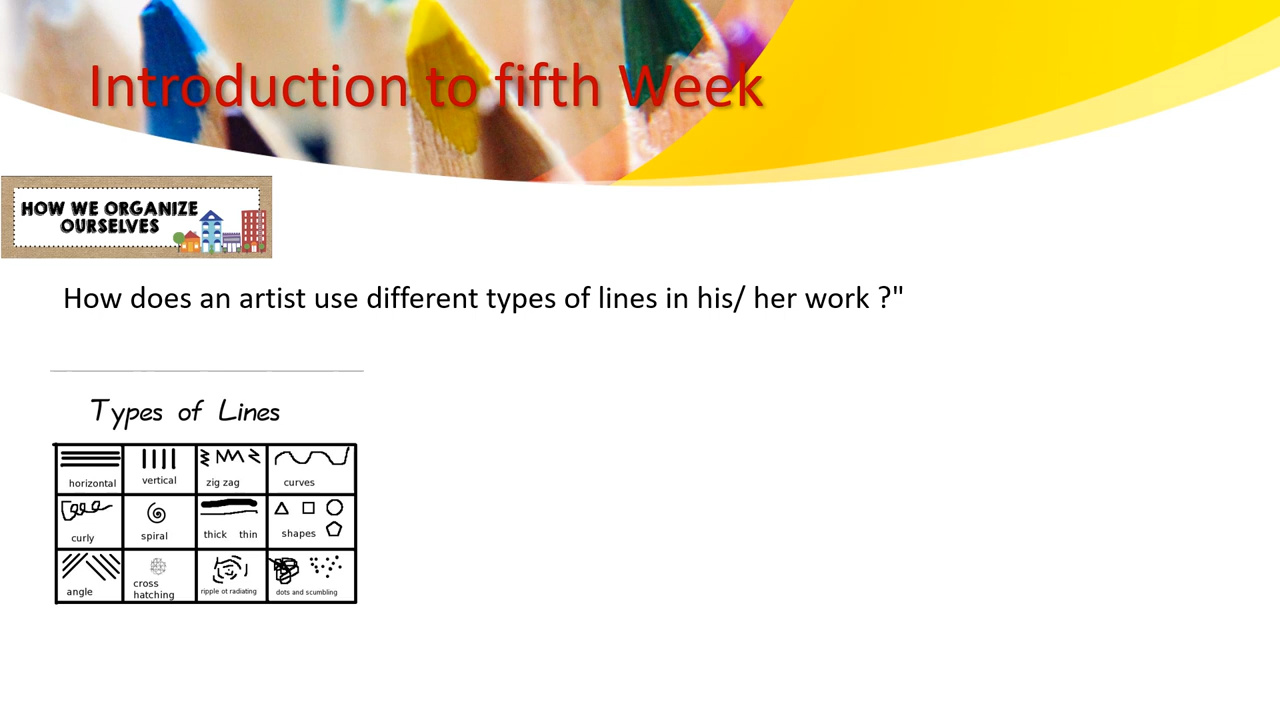 Introduction to fifth Week
HOW WE ORGANIZE
OURSELVES
How does an artist use different types of lines in his/ her work ?"
Types of Lines
horizontal
vertical
zig zag
curves
curly
spiral
thick thin
shapes
angle
cross
hatching
ripple ot radiating
dots and scumbling